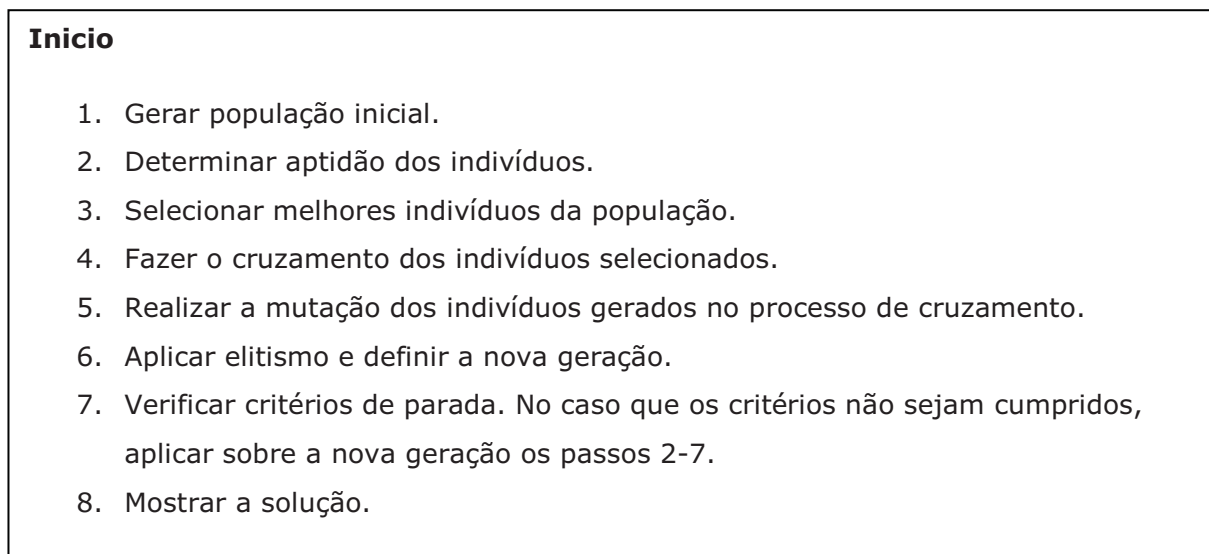 Inicio
1. Gerar população inicial.
2. Determinar aptidão dos indivíduos.
3. Selecionar melhores indivíduos da população.
4. Fazer o cruzamento dos indivíduos selecionados.
5. Realizar a mutação dos indivíduos gerados no processo de cruzamento.
6. Aplicar elitismo e definir a nova geração.
7. Verificar critérios de parada. No caso que os critérios não sejam cumpridos,
aplicar sobre a nova geração os passos 2-7.
8. Mostrar a solução.